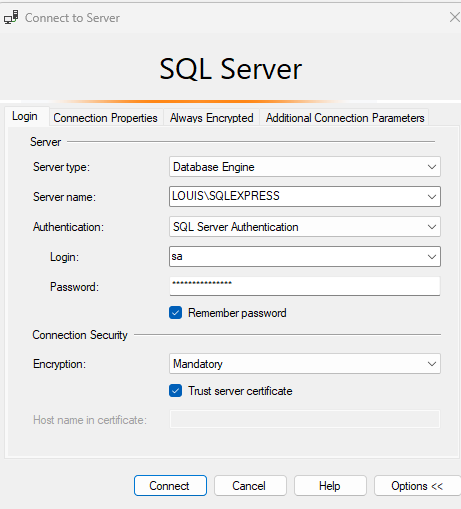 Connect to Server
SQL Server
Login Connection Properties Always Encrypted Additional Connection Parameters
Server
Server type: Database Engine
Server name: LOUIS\SQLEXPRESS
Authentication: SQL Server Authentication
Login: sa
Password: ***************
Remember password
Connection Security
Encryption: Mandatory
Trust server certificate
Host name in certificate:
Connect Cancel Help Options <<